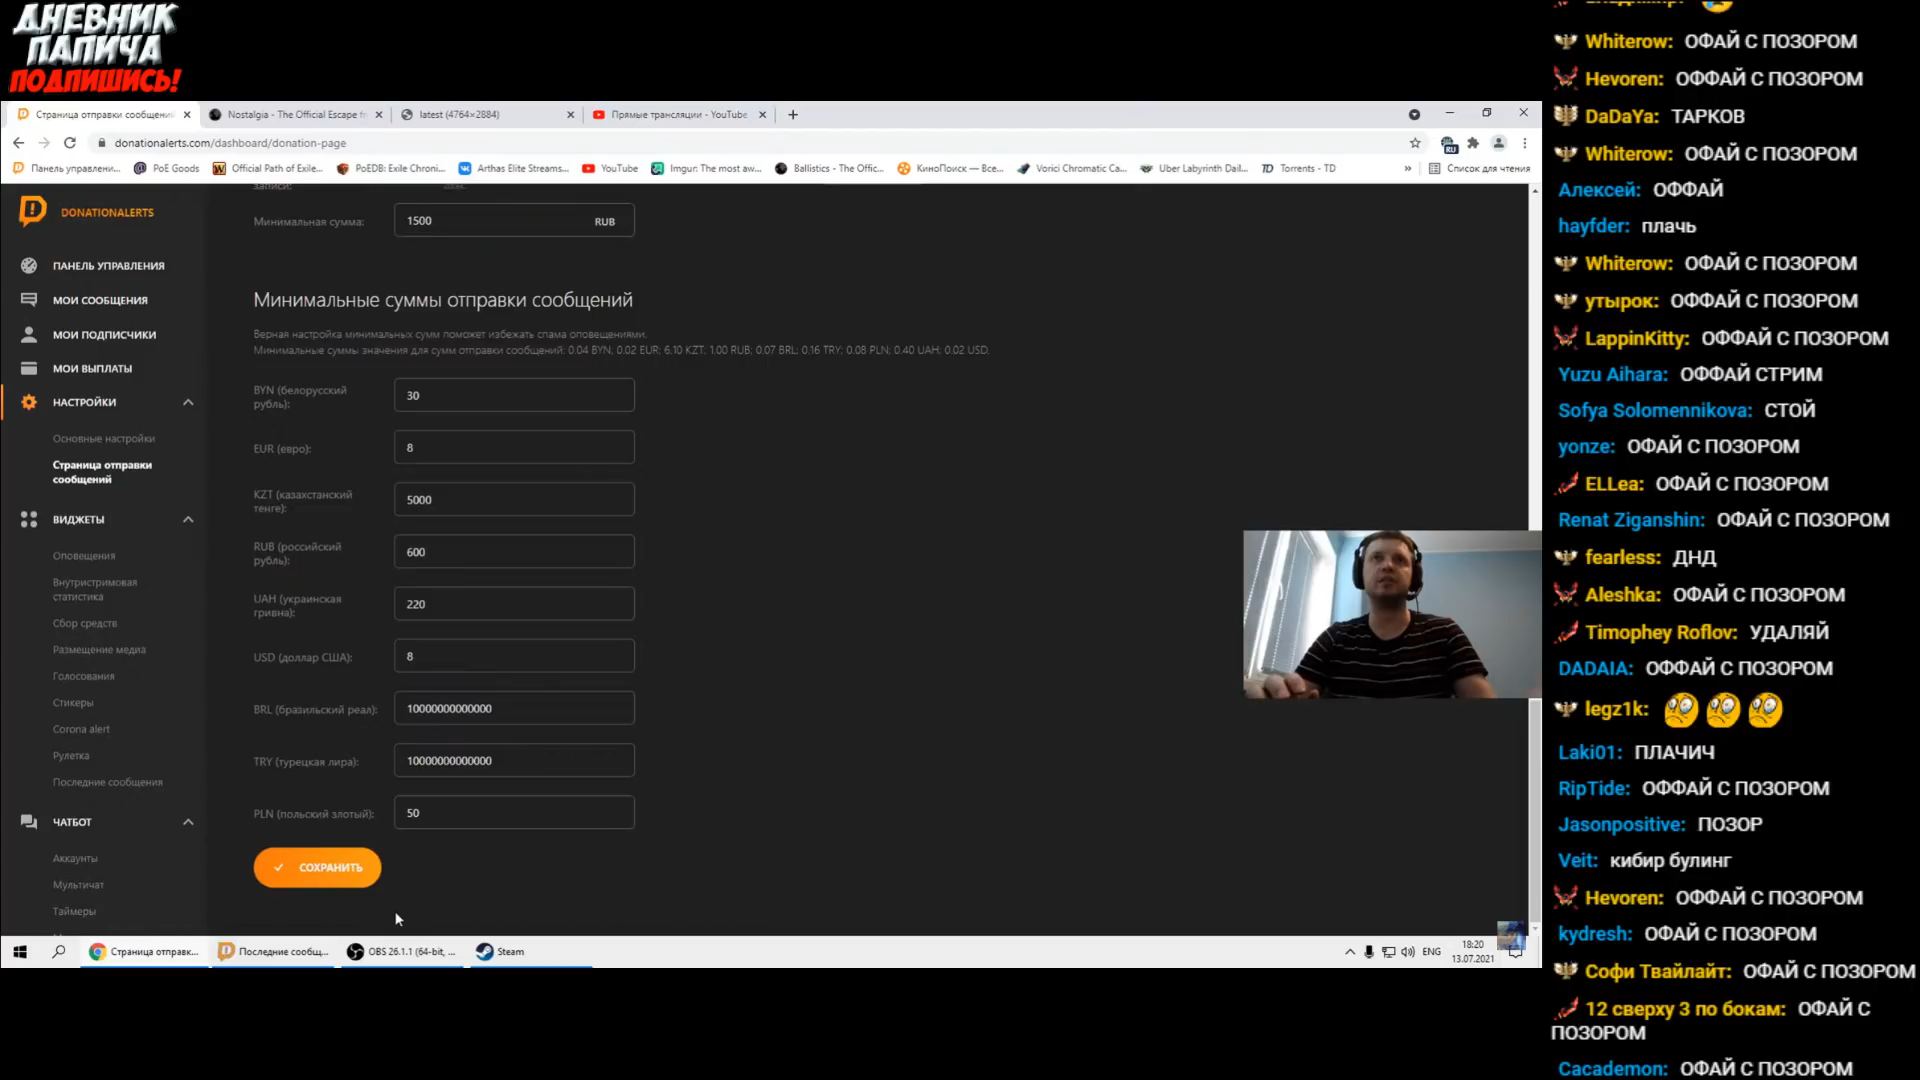 ДНЕВНИК
ПАПИЧА
ПОДПИШИСЬ!
Страница отправки сообщений
Nostalgia - The Official Escape fr
latest (4764×2884)
Прямые трансляции - YouTube
donationalerts.com/dashboard/donation-page
Панель управлени...
PoE Goods
Official Path of Exile...
PoEDB: Exile Chroni...
Arthas Elite Streams...
YouTube
Imgur: The most aw...
Ballistics - The Offic...
КиноПоиск — Все...
Vorici Chromatic Ca...
Uber Labyrinth Dail...
Torrents - TD
»
Список для чтения
DONATIONALERTS
ПАНЕЛЬ УПРАВЛЕНИЯ
МОИ СООБЩЕНИЯ
МОИ ПОДПИСЧИКИ
МОИ ВЫПЛАТЫ
НАСТРОЙКИ
Основные настройки
Страница отправки
сообщений
ВИДЖЕТЫ
Оповещения
Внутристримовая
статистика
Сбор средств
Размещение медиа
Голосования
Стикеры
Corona alert
Рулетка
Последние сообщения
ЧАТБОТ
Аккаунты
Мультичат
Таймеры
записи:
Минимальная сумма:
1500
RUB
Минимальные суммы отправки сообщений
Верная настройка минимальных сумм поможет избежать спама оповещениями.
Минимальные суммы значения для сумм отправки сообщений: 0.04 BYN; 0.02 EUR; 6.10 KZT; 1.00 RUB; 0.07 BRL; 0.16 TRY; 0.08 PLN; 0.40 UAH; 0.02 USD.
BYN (белорусский
рубль):
30
EUR (евро):
8
KZT (казахстанский
тенге):
5000
RUB (российский
рубль):
600
UAH (украинская
гривна):
220
USD (доллар США):
8
BRL (бразильский реал):
10000000000000
TRY (турецкая лира):
10000000000000
PLN (польский злотый):
50
СОХРАНИТЬ
Страница отправк...
Последние сообщ...
OBS 26.1.1 (64-bit, ...
Steam
ENG
18:20
13.07.2021
Whiterow: ОФАЙ С ПОЗОРОМ
Hevoren: ОФФАЙ С ПОЗОРОМ
DaDaYa: ТАРКОВ
Whiterow: ОФАЙ С ПОЗОРОМ
Алексей: ОФФАЙ
hayfder: плачь
Whiterow: ОФАЙ С ПОЗОРОМ
утырок: ОФФАЙ С ПОЗОРОМ
LappinKitty: ОФФАЙ С ПОЗОРОМ
Yuzu Aihara: ОФФАЙ СТРИМ
Sofya Solomennikova: СТОЙ
yonze: ОФАЙ С ПОЗОРОМ
ELLea: ОФАЙ С ПОЗОРОМ
Renat Ziganshin: ОФАЙ С ПОЗОРОМ
fearless: ДНД
Aleshka: ОФАЙ С ПОЗОРОМ
Timophey Roflov: УДАЛЯЙ
DADAIA: ОФФАЙ С ПОЗОРОМ
legz1k:
Laki01: ПЛАЧИЧ
RipTide: ОФФАЙ С ПОЗОРОМ
Jasonpositive: ПОЗОР
Veit: кибир булинг
Hevoren: ОФФАЙ С ПОЗОРОМ
kydresh: ОФАЙ С ПОЗОРОМ
Софи Твайлайт: ОФАЙ С ПОЗОРОМ
12 сверху 3 по бокам: ОФАЙ С
ПОЗОРОМ
Cacademon: ОФАЙ С ПОЗОРОМ